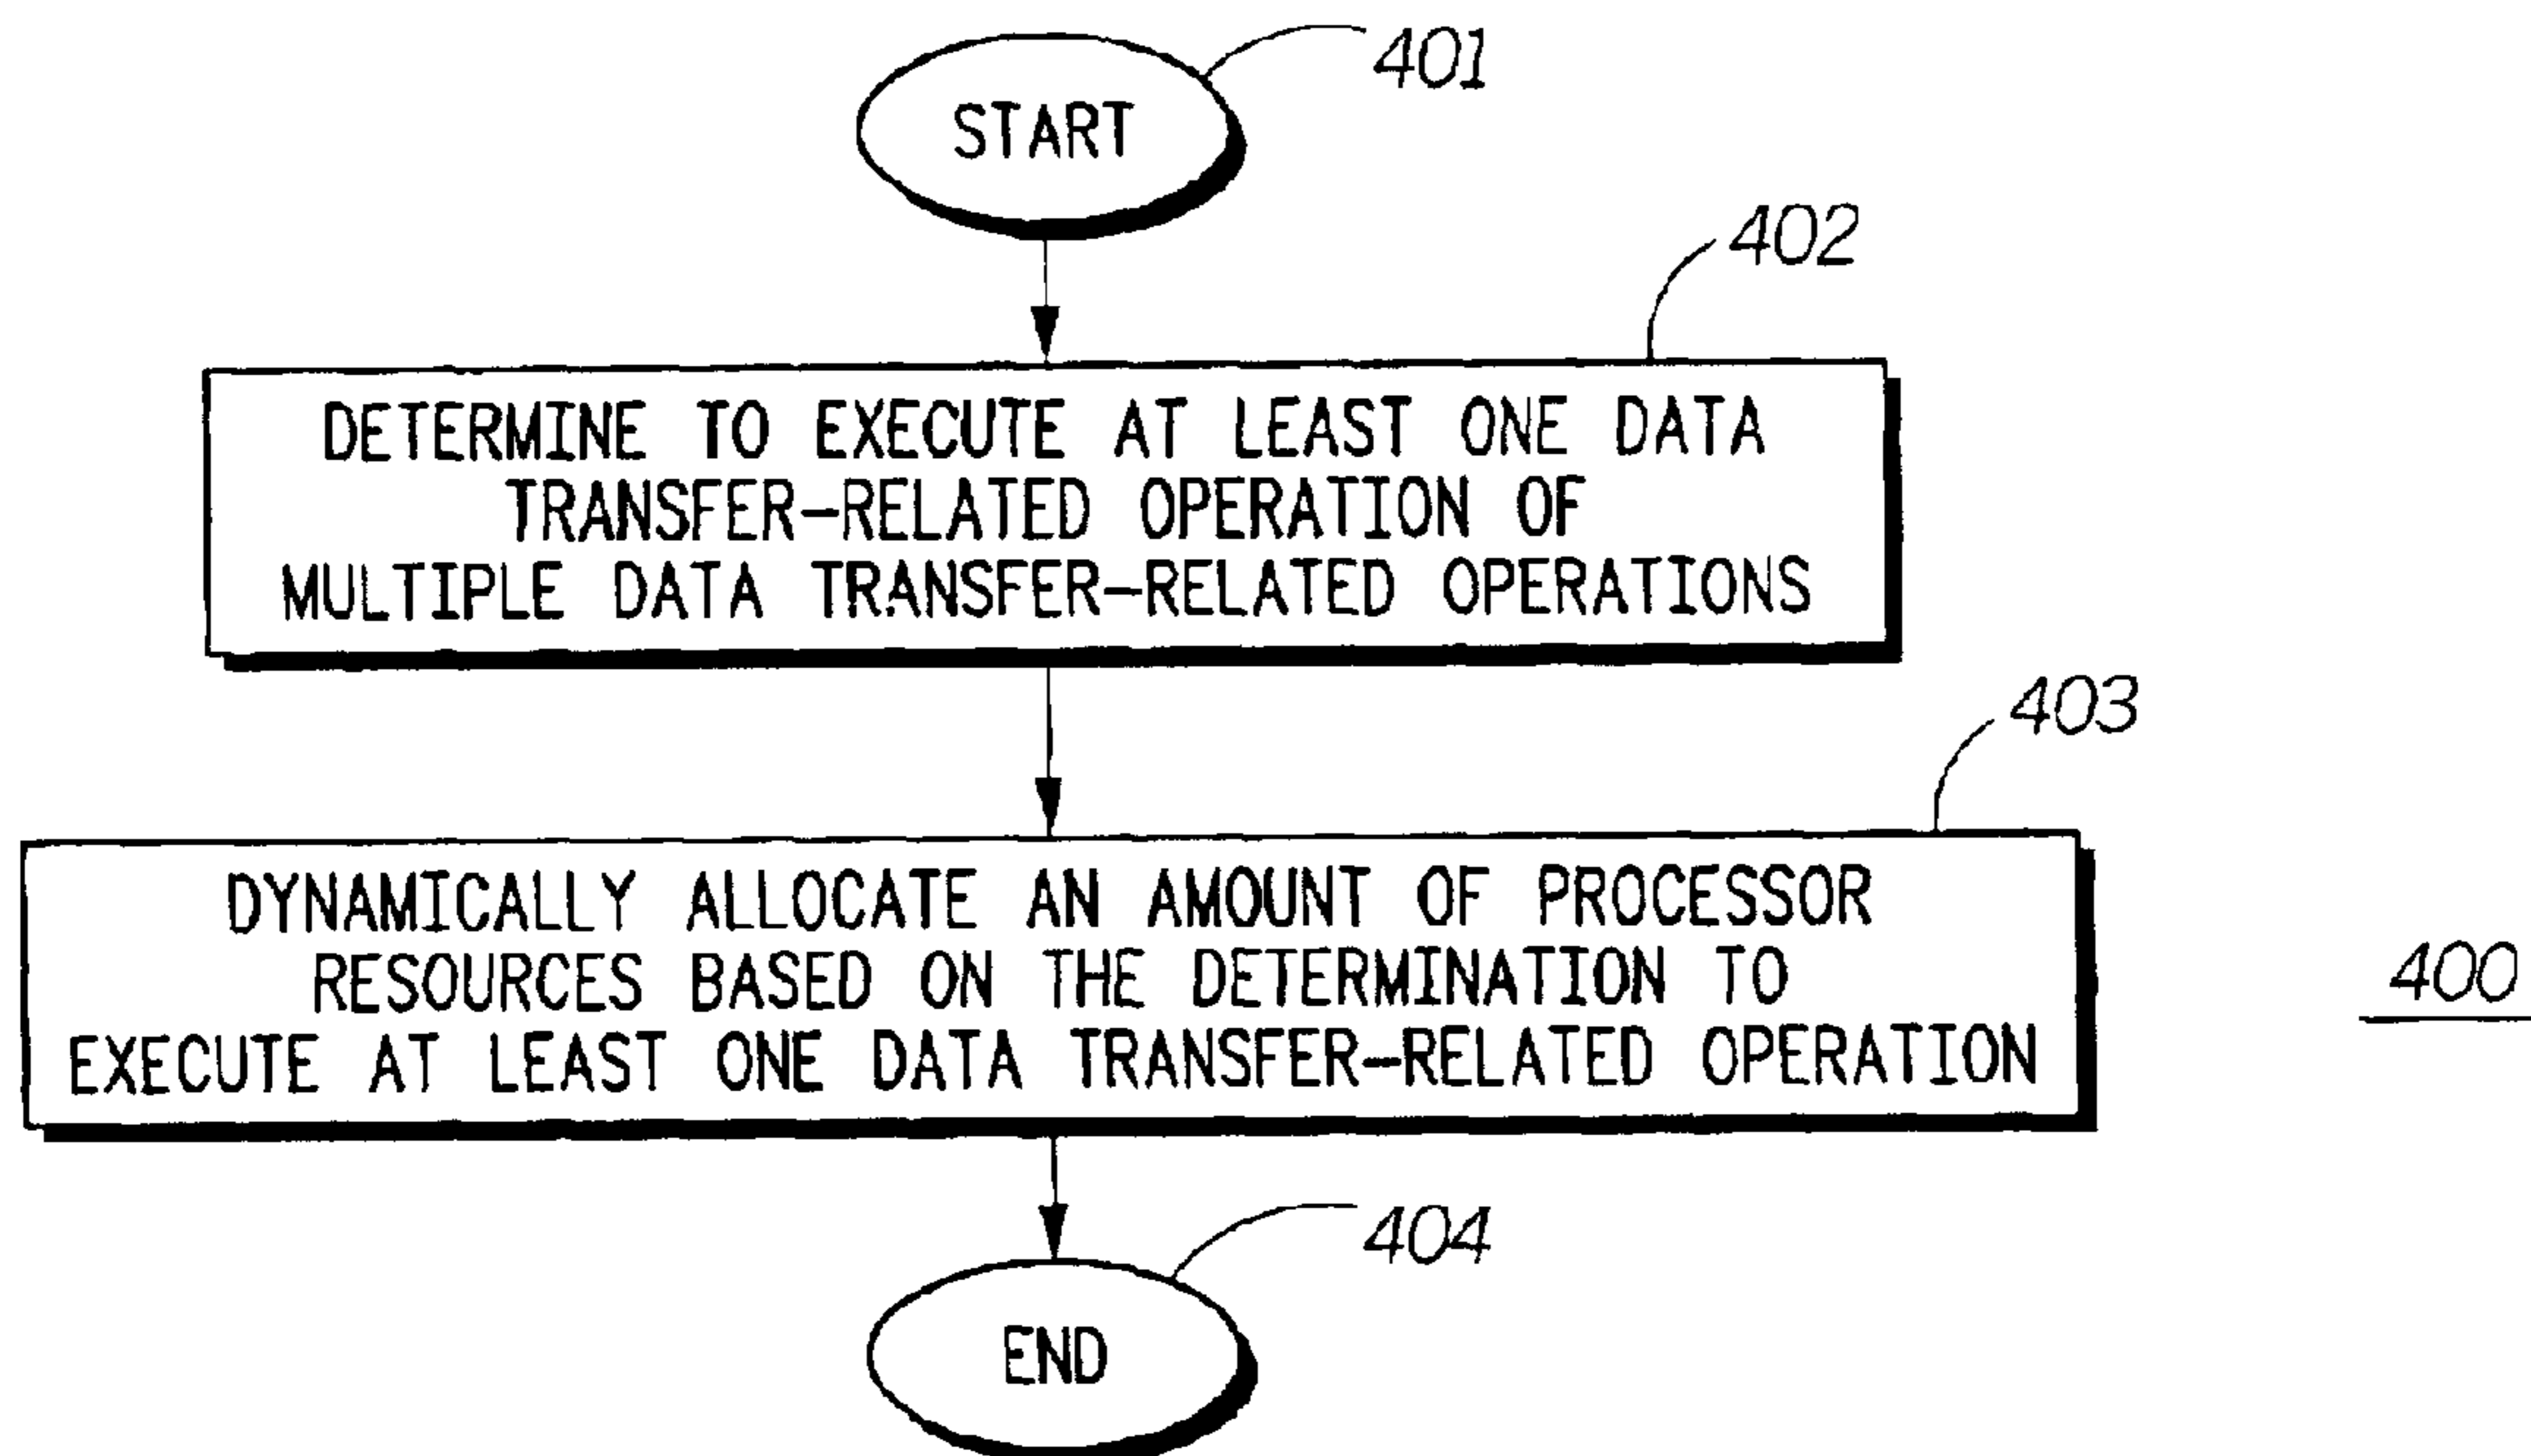 401
START
402
DETERMINE TO EXECUTE AT LEAST ONE DATA
TRANSFER-RELATED OPERATION OF
MULTIPLE DATA TRANSFER-RELATED OPERATIONS
403
DYNAMICALLY ALLOCATE AN AMOUNT OF PROCESSOR
RESOURCES BASED ON THE DETERMINATION TO
EXECUTE AT LEAST ONE DATA TRANSFER-RELATED OPERATION
400
404
END